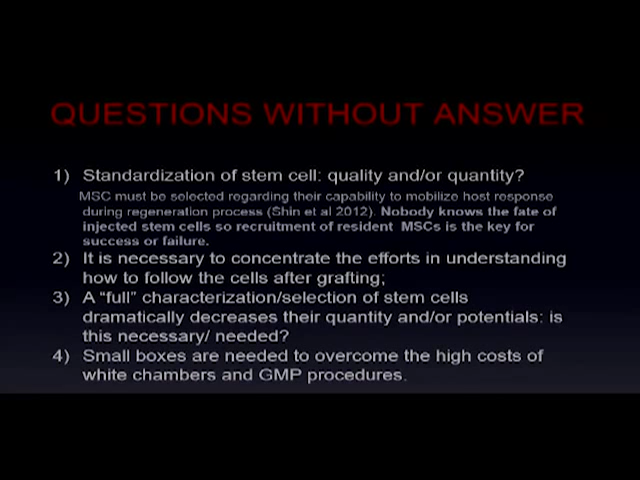 QUESTIONS WITHOUT ANSWER
1) Standardization of stem cell: quality and/or quantity?
MSC must be selected regarding their capability to mobilize host response
during regeneration process (Shin et al 2012). Nobody knows the fate of
injected stem cells so recruitment of resident MSCs is the key for
success or failure.
2) It is necessary to concentrate the efforts in understanding
how to follow the cells after grafting;
3) A “full” characterization/selection of stem cells
dramatically decreases their quantity and/or potentials: is
this necessary/ needed?
4) Small boxes are needed to overcome the high costs of
white chambers and GMP procedures.